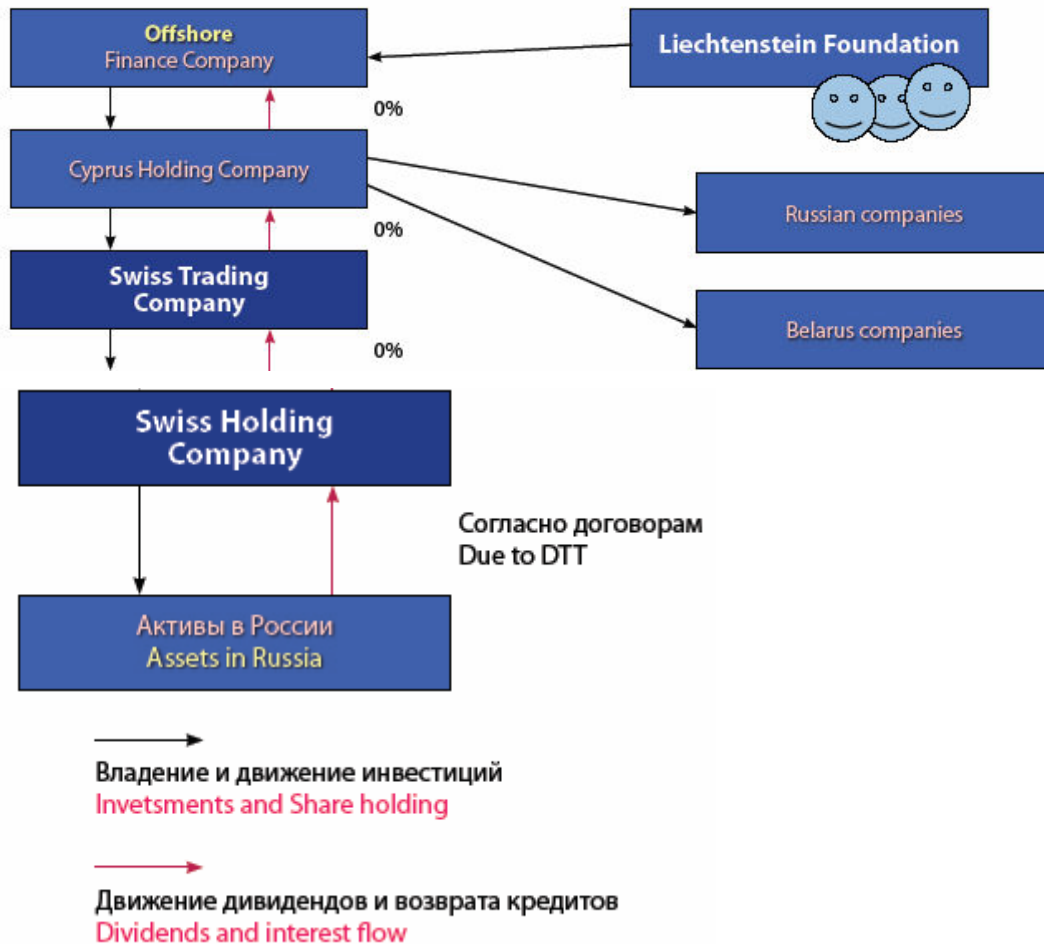 Offshore
Finance Company
Liechtenstein Foundation
0%
Cyprus Holding Company
Russian companies
0%
Swiss Trading
Company
Belarus companies
0%
Swiss Holding
Company
Согласно договорам
Due to DTT
Активы в России
Assets in Russia
Владение и движение инвестиций
Invetsments and Share holding
Движение дивидендов и возврата кредитов
Dividends and interest flow